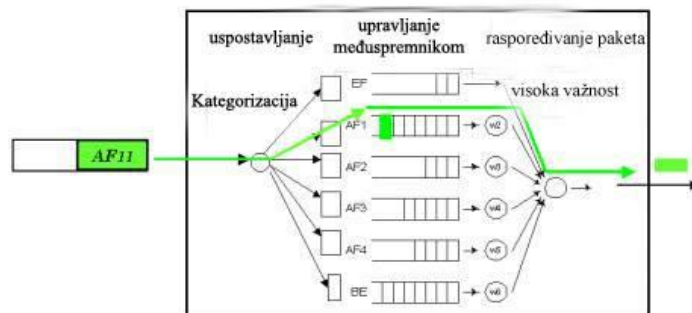 uspostavljanje
upravljanje
međuspremnikom
raspoređivanje paketa
Kategorizacija
visoka važnost
EF
AF11
AF1
w2
AF2
w3
AF3
w4
AF4
w5
BE
w6